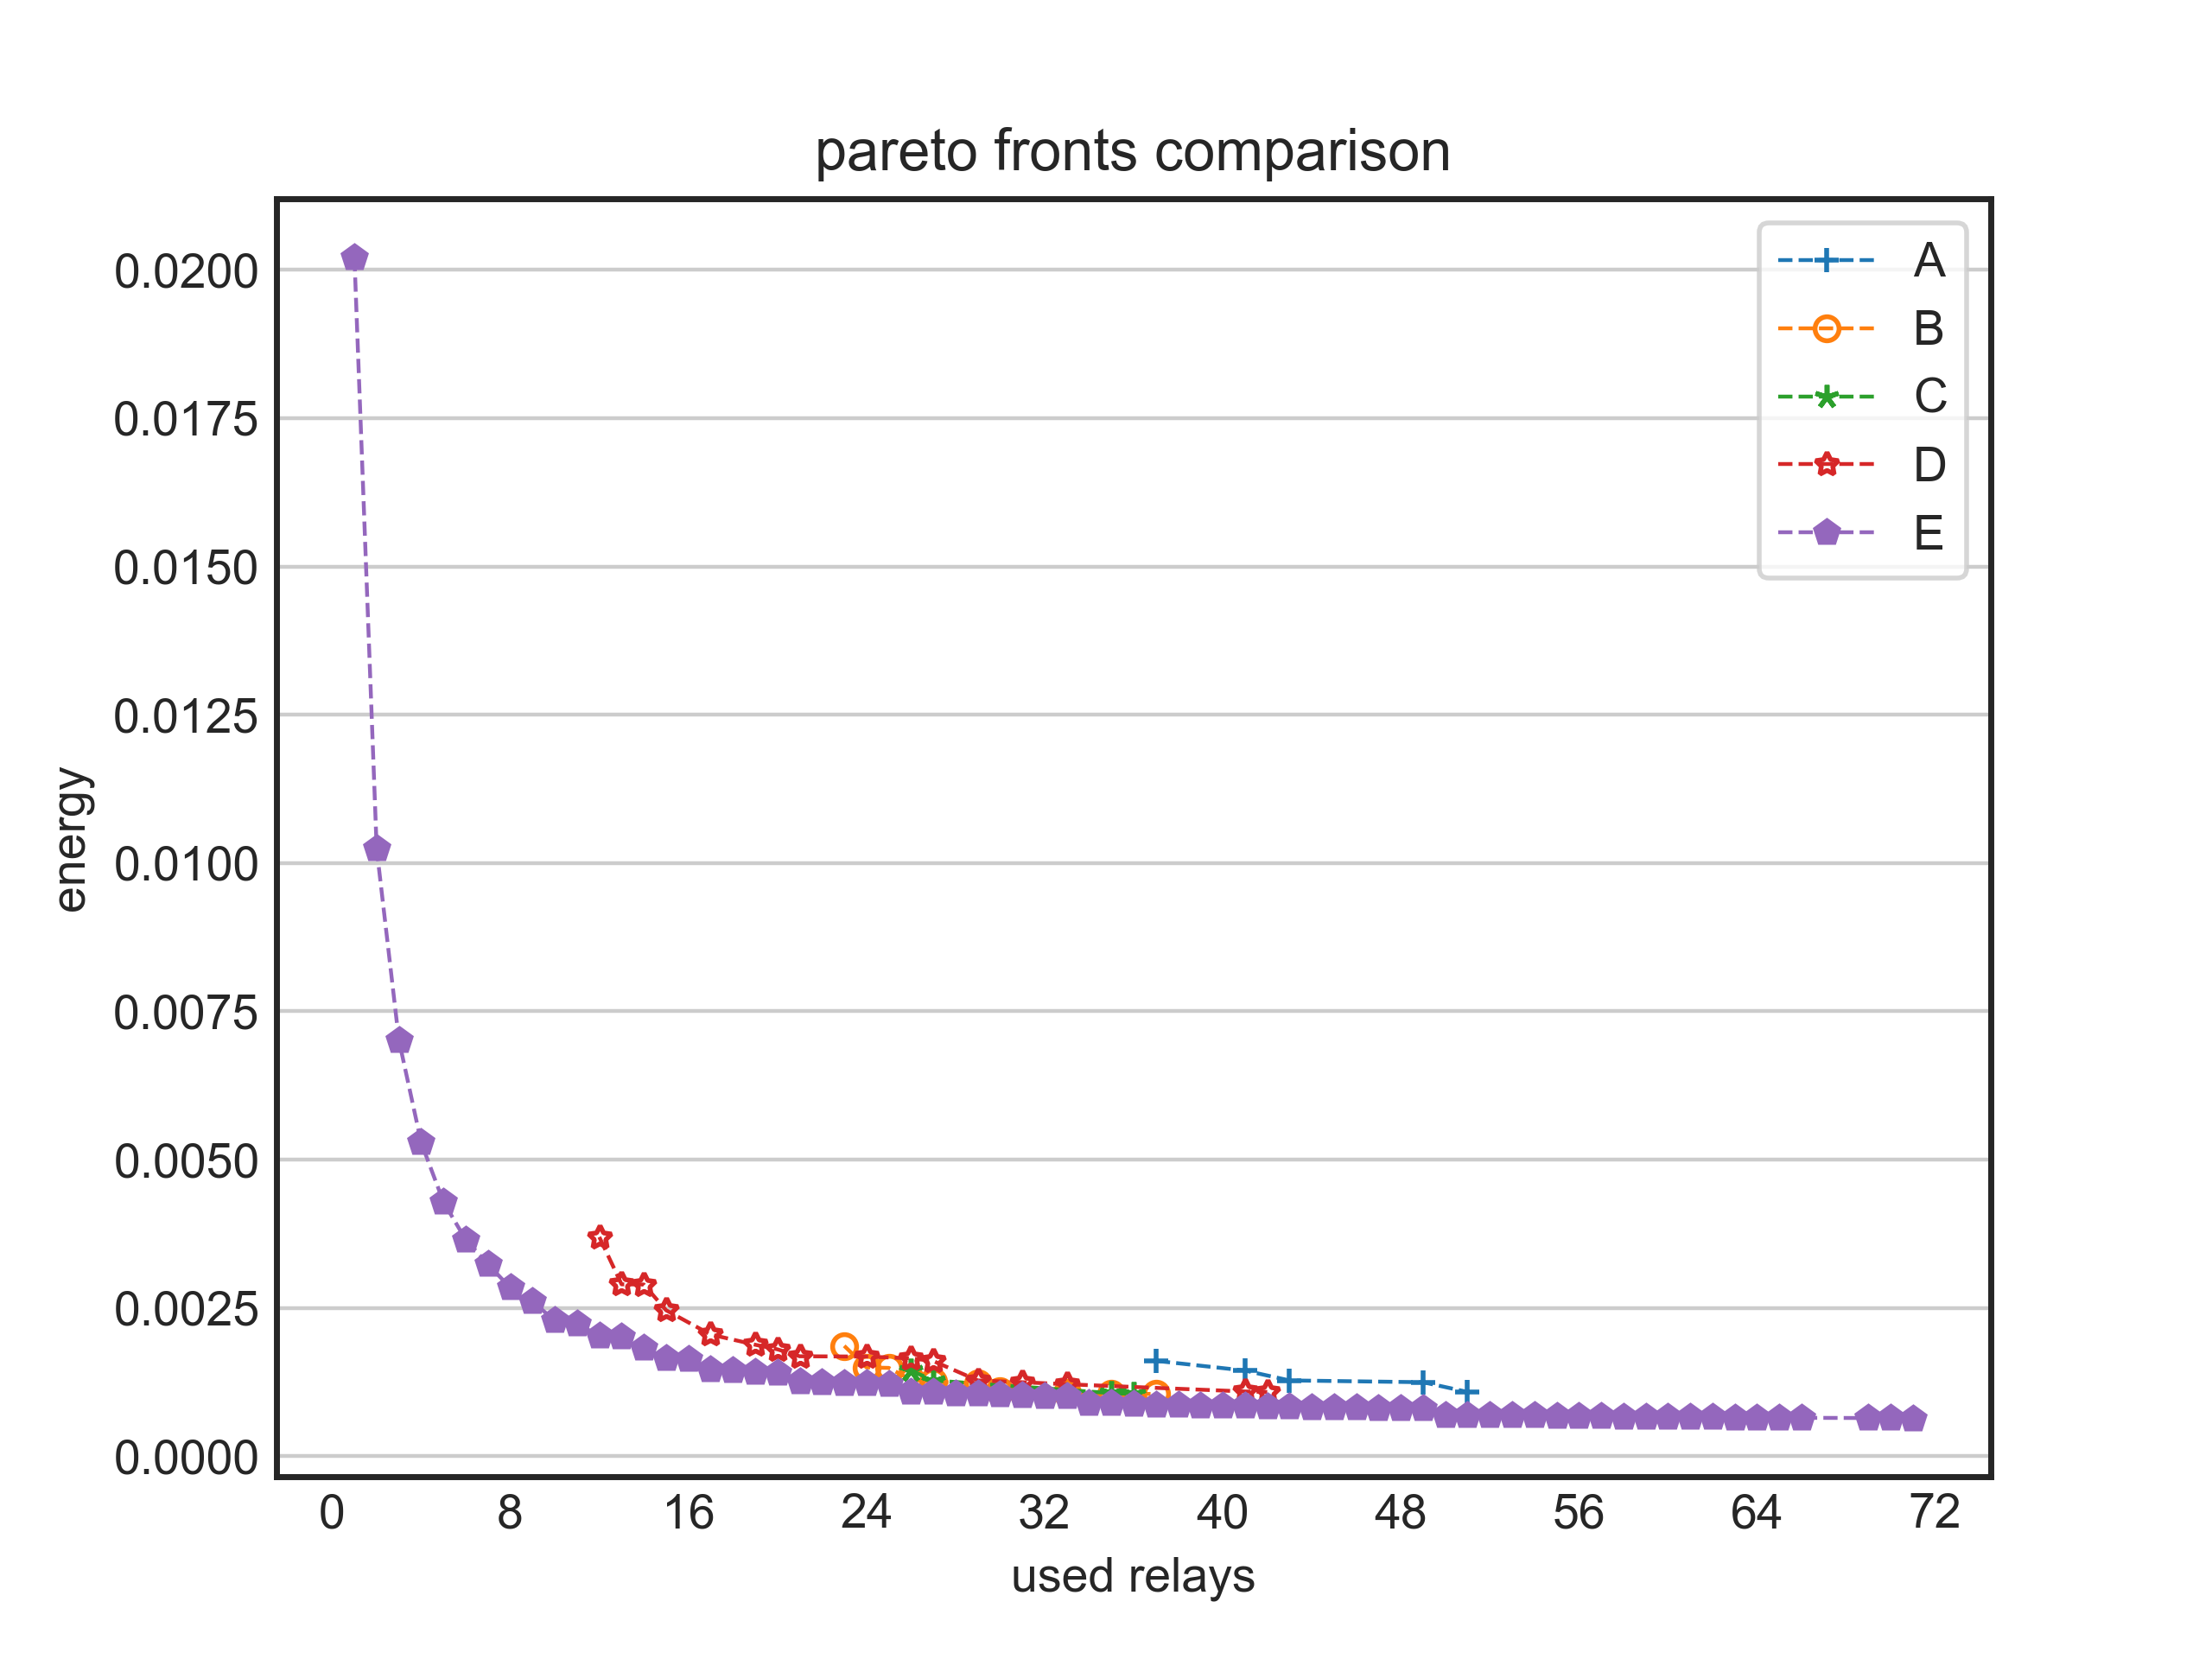 pareto fronts comparison
A
B
C
D
E
0.0200
0.0175
0.0150
0.0125
0.0100
0.0075
0.0050
0.0025
0.0000
energy
0 8 16 24 32 40 48 56 64 72
used relays